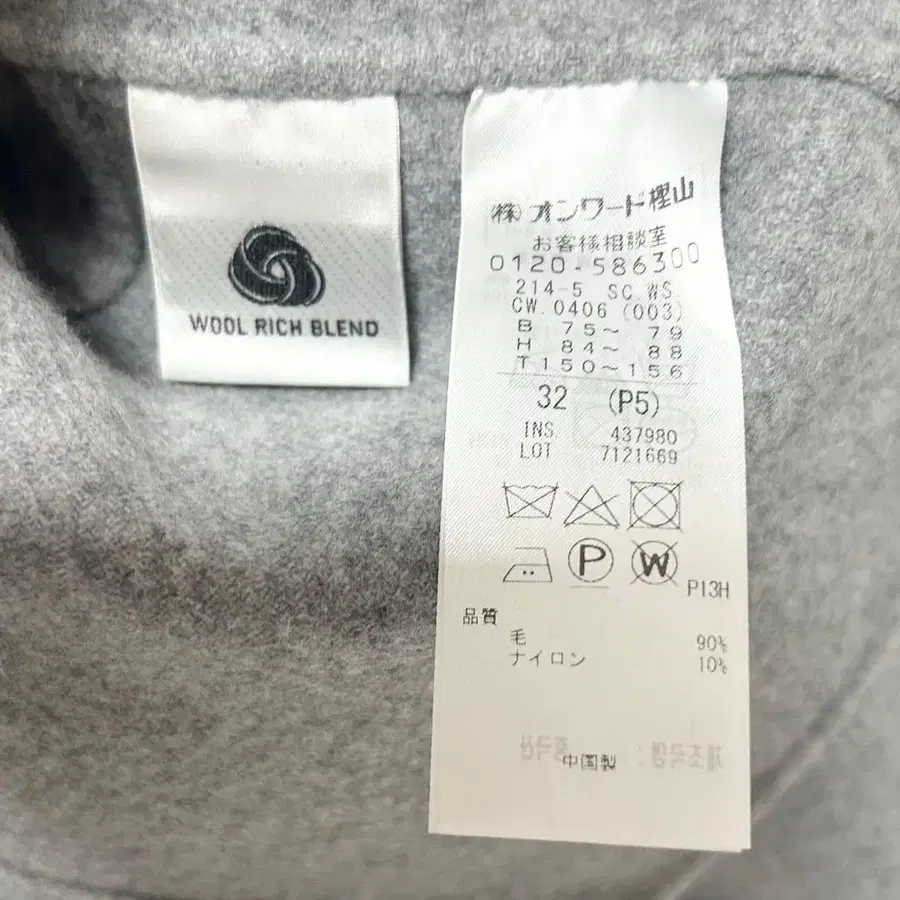 WOOL RICH BLEND
(株)オンワード樫山
お客様相談室
0120-586300
214-5 SC.WS.
CW.0406 (003)
B 75～ 79
H 84～ 88
T 150～156
32 (P5)
INS. 437980
LOT 7121669
P
W
P13H
品質
毛 90%
ナイロン 10%
中国製